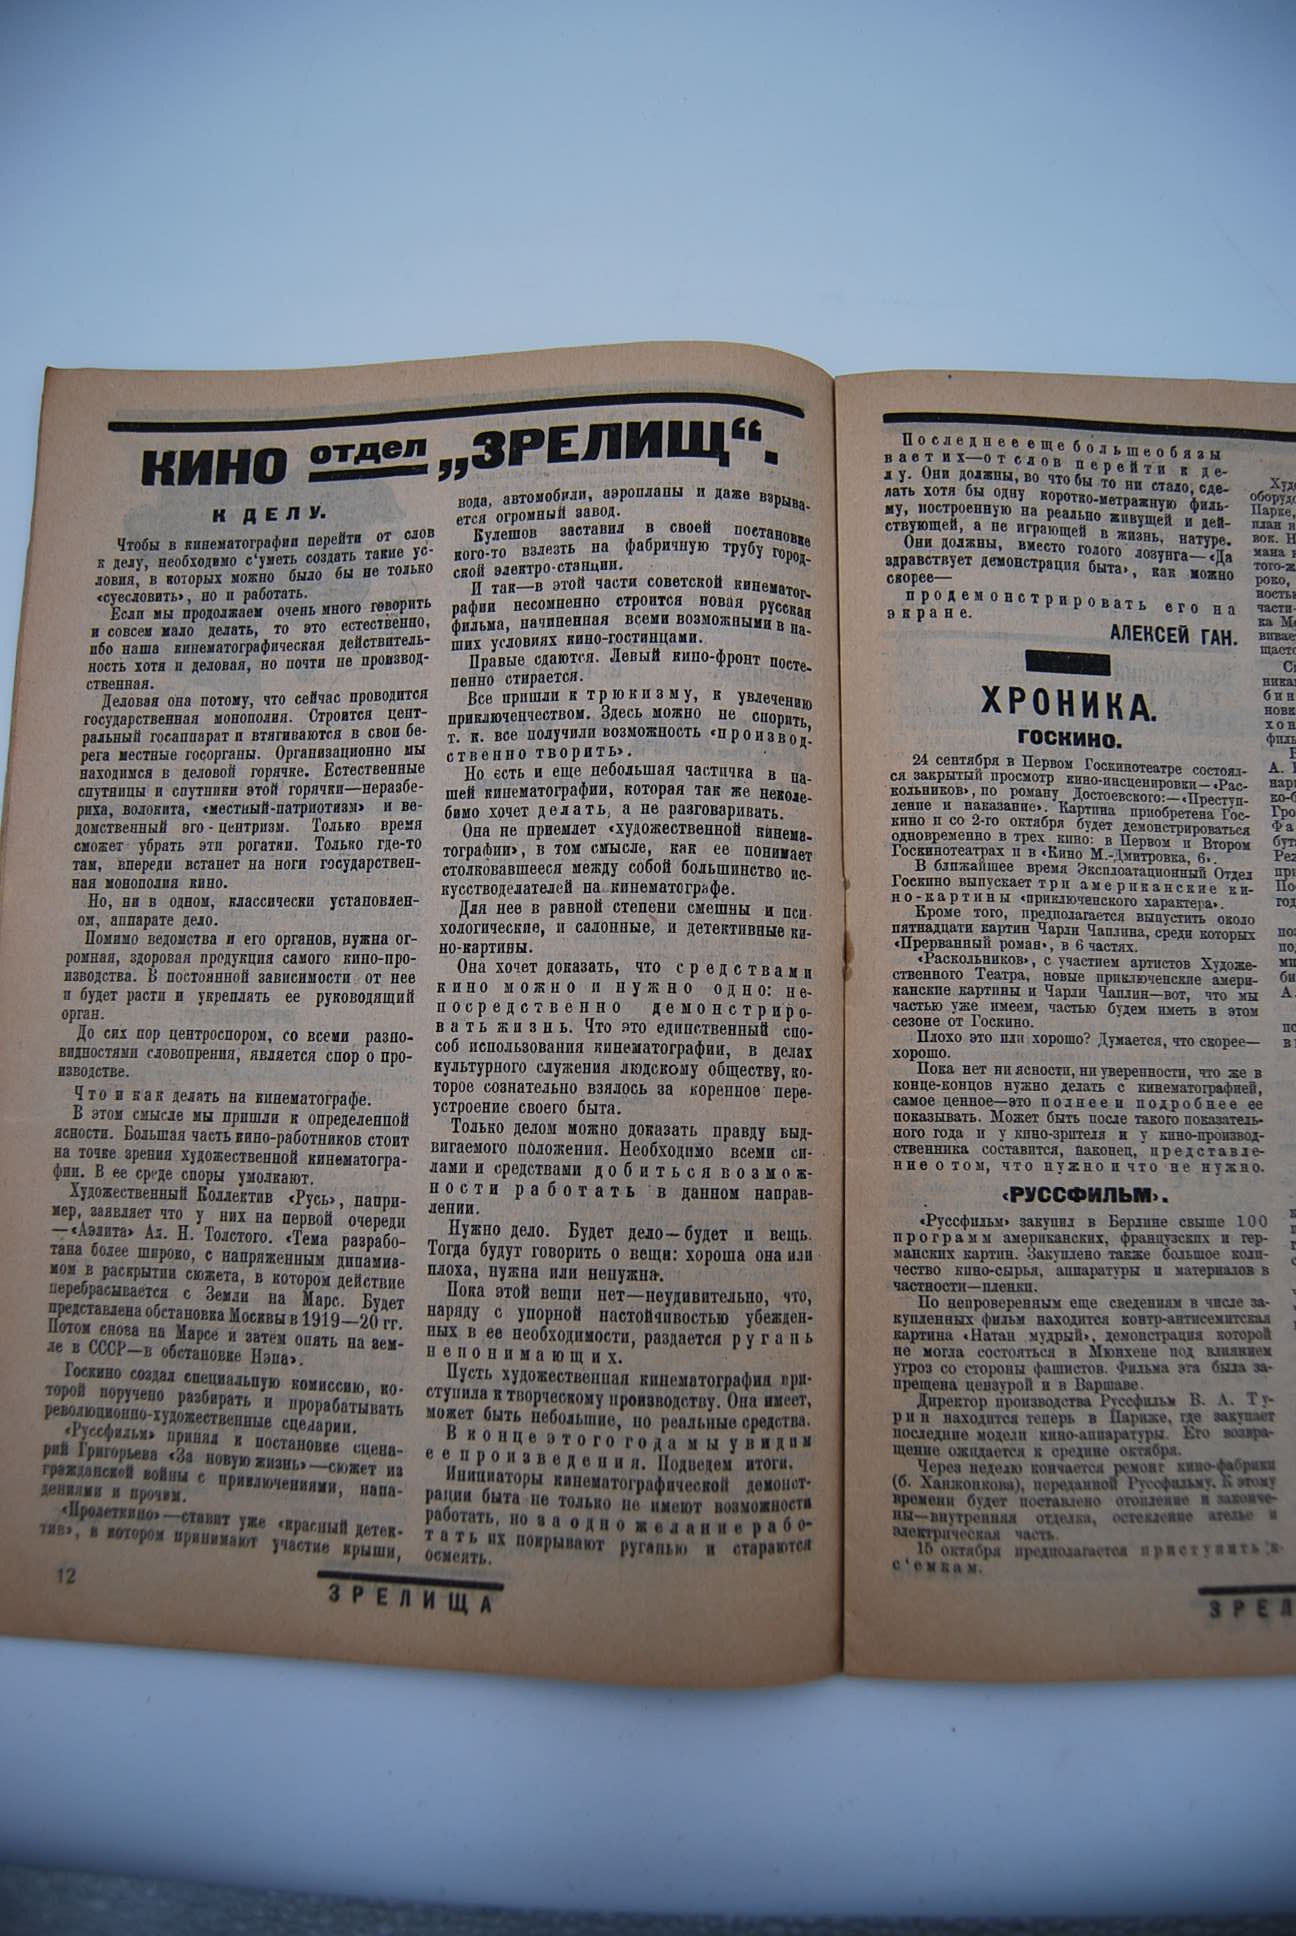 КИНО отдел „ЗРЕЛИЩ“.
К ДЕЛУ.
Чтобы в кинематографии перейти от слов
к делу, необходимо с‘уметь создать такие ус-
ловия, в которых можно было бы не только
«суесловить», но и работать.
Если мы продолжаем очень много говорить
и совсем мало делать, то это естественно,
ибо наша кинематографическая действитель-
ность хотя и деловая, но почти не производ-
ственная.
Деловая она потому, что сейчас проводится
государственная монополия. Строится цент-
ральный госаппарат и втягиваются в свои бе-
рега местные госорганы. Организационно мы
находимся в деловой горячке. Естественные
спутницы и спутники этой горячки—неразбе-
риха, волокита, «местный-патриотизм» и ве-
домственный эго-центризм. Только время
сможет убрать эти рогатки. Только где-то
там, впереди встанет на ноги государствен-
ная монополия кино.
Но, ни в одном, классически установлен-
ом, аппарате дело.
Помимо ведомства и его органов, нужна ог-
ромная, здоровая продукция самого кино-про-
изводства. В постоянной зависимости от нее
и будет расти и укреплять ее руководящий
орган.
До сих пор центроспором, со всеми разно-
видностями словопрения, является спор о про-
изводстве.
Что и как делать на кинематографе.
В этом смысле мы пришли к определенной
ясности. Большая часть кино-работников стоит
на точке зрения художественной кинематогра-
фии. В ее среде споры умолкают.
Художественный Коллектив «Русь», напри-
мер, заявляет что у них на первой очереди
—«Аэлита» Ал. Н. Толстого. «Тема разрабо-
тана более широко, с напряженным динамиз-
мом в раскрытии сюжета, в котором действие
перебрасывается с Земли на Марс. Будет
представлена обстановка Москвы в 1919—20 гг.
Потом снова на Марсе и затем опять на зем-
ле в СССР—в обстановке Нэпа».
Госкино создал специальную комиссию, ко-
торой поручено разбирать и прорабатывать
революционно-художественные сценарии.
«Руссфильм» принял к постановке сцена-
рий Григорьева «За новую жизнь»—сюжет из
гражданской войны с приключениями, напа-
дениями и прочим.
«Пролеткино»—ставит уже «красный детек-
тив», в котором принимают участие крыши,
вода, автомобили, аэропланы и даже взрыва-
ется огромный завод.
Кулешов заставил в своей постановке
кого-то взлезть на фабричную трубу город-
ской электро-станции.
И так—в этой части советской кинематог-
рафии несомненно строится новая русская
фильма, начиненная всеми возможными в на-
ших условиях кино-гостинцами.
Правые сдаются. Левый кино-фронт посте-
пенно стирается.
Все пришли к трюкизму, к увлечению
приключенчеством. Здесь можно не спорить,
т. к. все получили возможность «производ-
ственно творить».
Но есть и еще небольшая частичка в на-
шей кинематографии, которая так же неколе-
бимо хочет делать, а не разговаривать.
Она не приемлет «художественной кинема-
тографии», в том смысле, как ее понимает
столковавшееся между собой большинство ис-
кусстводелателей на кинематографе.
Для нее в равной степени смешны и пси-
хологические, и салонные, и детективные ки-
но-картины.
Она хочет доказать, что средствами
кино можно и нужно одно: не-
посредственно демонстриро-
вать жизнь. Что это единственный спо-
соб использования кинематографии, в делах
культурного служения людскому обществу, ко-
торое сознательно взялось за коренное пере-
устроение своего быта.
Только делом можно доказать правду выд-
вигаемого положения. Необходимо всеми си-
лами и средствами добиться возмож-
ности работать в данном направ-
лении.
Нужно дело. Будет дело—будет и вещь.
Тогда будут говорить о вещи: хороша она или
плоха, нужна или ненужна.
Пока этой вещи нет—неудивительно, что,
наряду с упорной настойчивостью убежден-
ных в ее необходимости, раздается ругань
непонимающих.
Пусть художественная кинематография при-
ступила к творческому производству. Она имеет,
может быть небольшие, но реальные средства.
В конце этого года мы увидим
ее произведения. Подведем итоги.
Инициаторы кинематографической демонст-
рации быта не только не имеют возможности
работать, но за одно желание рабо-
тать их покрывают руганью и стараются
осмеять.
12
ЗРЕЛИЩА
Последнее еще больше обязы
вает их—от слов перейти к де-
лу. Они должны, во что бы то ни стало, сде-
лать хотя бы одну коротко-метражную филь-
му, построенную на реально живущей и дей-
ствующей, а не играющей в жизнь, натуре.
Они должны, вместо голого лозунга—«Да
здравствует демонстрация быта», как можно
скорее—
продемонстрировать его на
экране.
АЛЕКСЕЙ ГАН.
ХРОНИКА.
ГОСКИНО.
24 сентября в Первом Госкинотеатре состоял-
ся закрытый просмотр кино-инсценировки—«Рас-
кольников», по роману Достоевского:—«Преступ-
ление и наказание». Картина приобретена Гос-
кино и со 2-го октября будет демонстрироваться
одновременно в трех кино: в Первом и Втором
Госкинотеатрах и в «Кино М.-Дмитровка, 6».
В ближайшее время Эксплоатационный Отдел
Госкино выпускает три американские ки-
но-картины «приключенского характера».
Кроме того, предполагается выпустить около
пятнадцати картин Чарли Чаплина, среди которых
«Прерванный роман», в 6 частях.
«Раскольников», с участием артистов Художе-
ственного Театра, новые приключенские амери-
канские картины и Чарли Чаплин—вот, что мы
частью уже имеем, частью будем иметь в этом
сезоне от Госкино.
Плохо это или хорошо? Думается, что скорее—
хорошо.
Пока нет ни ясности, ни уверенности, что же в
конце-концов нужно делать с кинематографией,
самое ценное—это полнее и подробнее ее
показывать. Может быть после такого показатель-
ного года и у кино-зрителя и у кино-производ-
ственника составится, наконец, представле-
ние о том, что нужно и что не нужно.
«РУССФИЛЬМ».
«Руссфильм» закупил в Берлине свыше 100
программ американских, французских и гер-
манских картин. Закуплено также большое коли-
чество кино-сырья, аппаратуры и материалов в
частности—пленки.
По непроверенным еще сведениям в числе за-
купленных фильм находится контр-антисемитская
картина «Натан мудрый», демонстрация которой
не могла состояться в Мюнхене под влиянием
угроз со стороны фашистов. Фильма эта была за-
прещена цензурой и в Варшаве.
Директор производства Руссфильм В. А. Ту-
рин находится теперь в Париже, где закупает
последние модели кино-аппаратуры. Его возвра-
щение ожидается к средине октября.
Через неделю кончается ремонт кино-фабрики
(б. Ханжонкова), переданной Руссфильму. К этому
времени будет поставлено отопление и законче-
ны—внутренняя отделка, остекление ателье и
электрическая часть.
15 октября предполагается приступить к
с‘емкам.
ЗРЕЛ